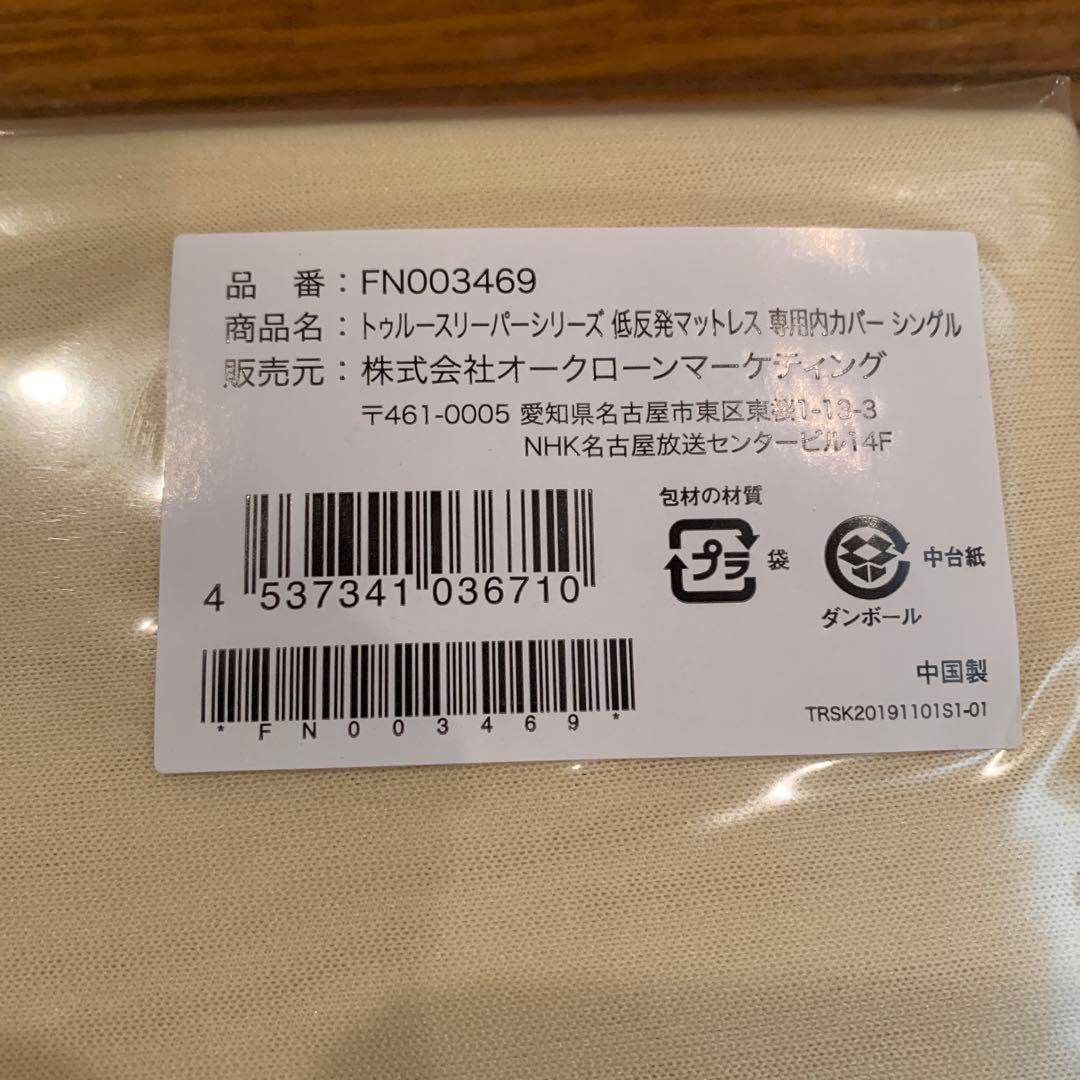 品 番：FN003469
商品名：トゥルースリーパーシリーズ 低反発マットレス 専用内カバー シングル
販売元：株式会社オークローンマーケティング
〒461-0005 愛知県名古屋市東区東桜1-13-3
NHK名古屋放送センタービル14F
包材の材質
プラ 袋
中台紙
ダンボール
4 537341 036710
*FN003469*
中国製
TRSK20191101S1-01